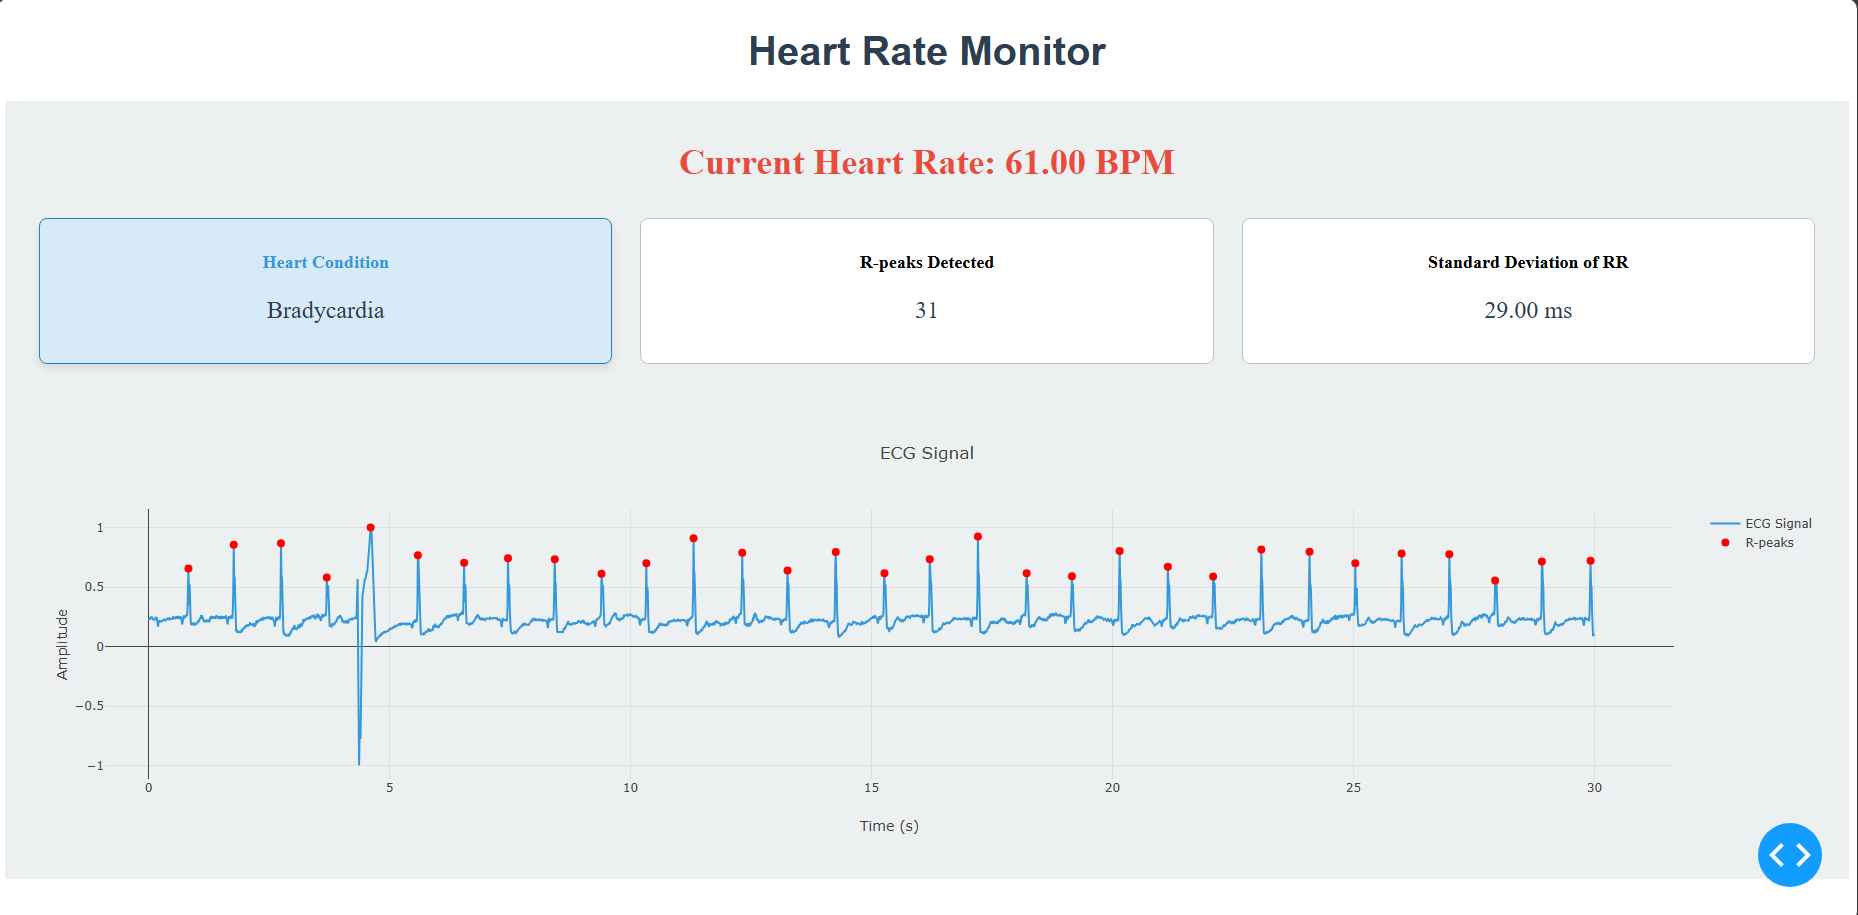 Heart Rate Monitor
Current Heart Rate: 61.00 BPM
Heart Condition
Bradycardia
R-peaks Detected
31
Standard Deviation of RR
29.00 ms
ECG Signal
1
0.5
0
−0.5
−1
Amplitude
0 5 10 15 20 25 30
Time (s)
ECG Signal
R-peaks